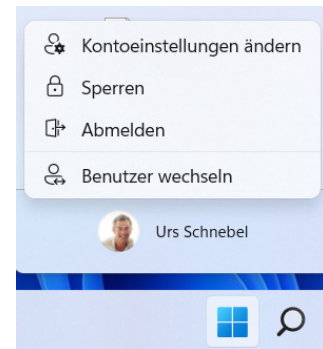 Kontoeinstellungen ändern
Sperren
Abmelden
Benutzer wechseln
Urs Schnebel